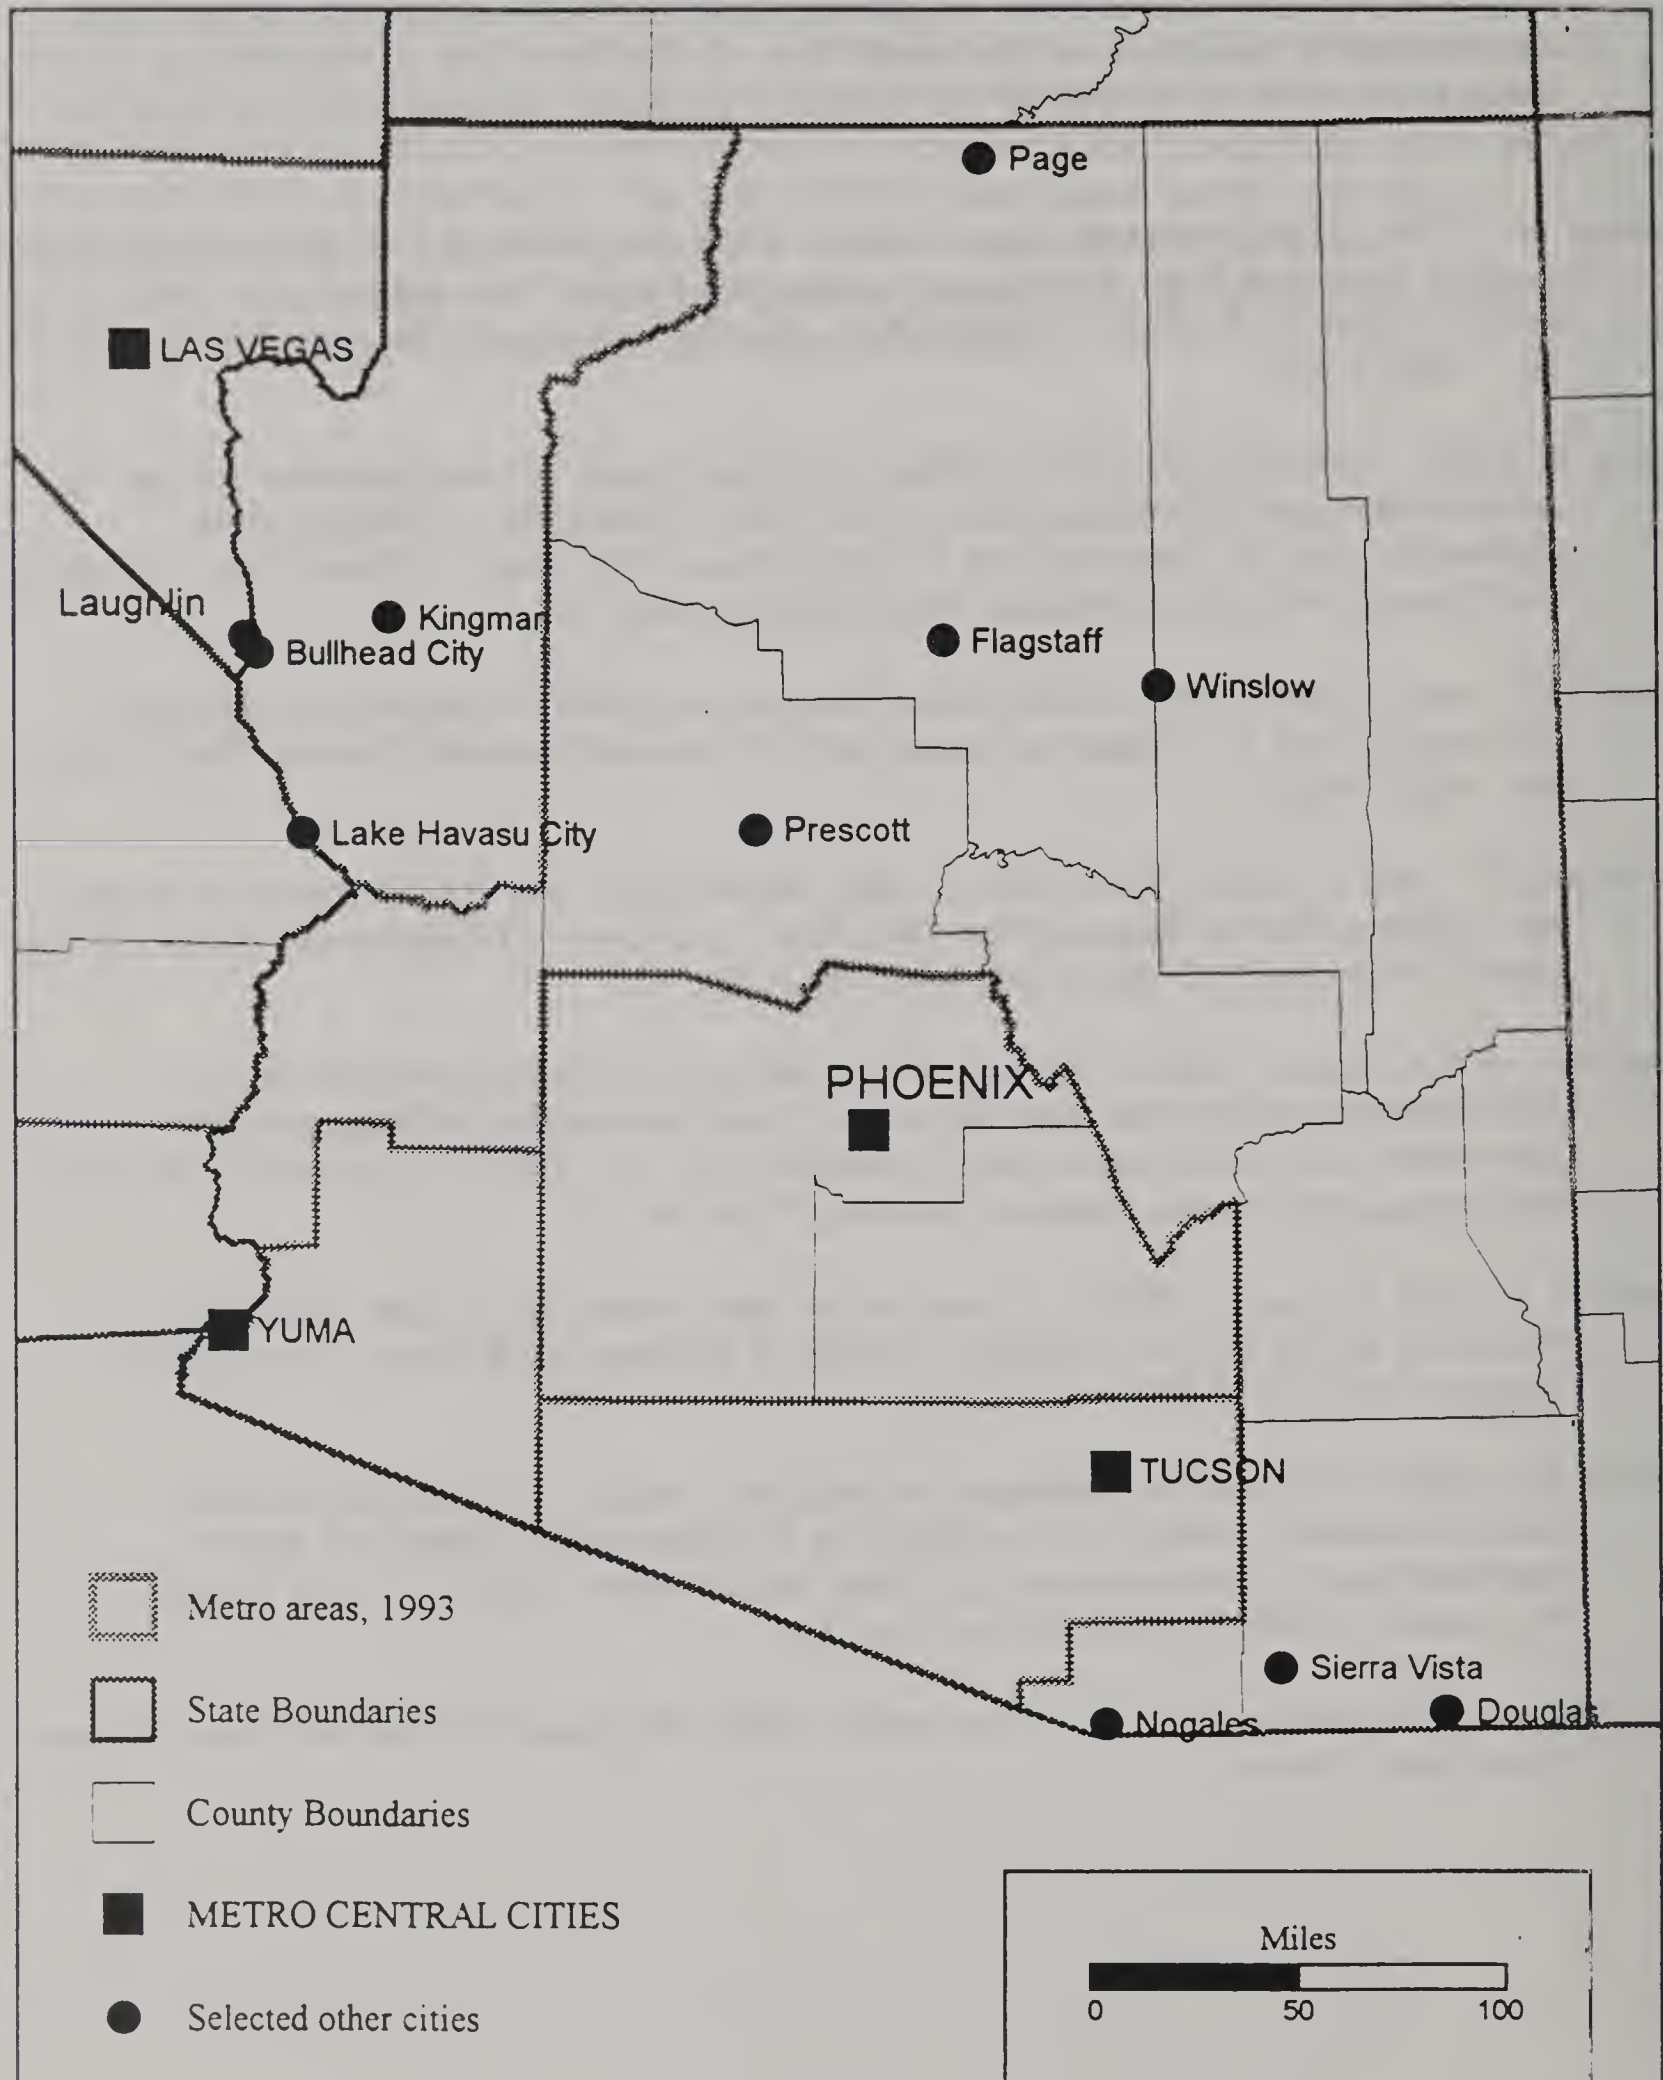 Page
LAS VEGAS
Laughlin
Kingman
Bullhead City
Flagstaff
Winslow
Lake Havasu City
Prescott
PHOENIX
YUMA
TUCSON
Sierra Vista
Nogales
Douglas
Metro areas, 1993
State Boundaries
County Boundaries
METRO CENTRAL CITIES
Selected other cities
Miles
0 50 100